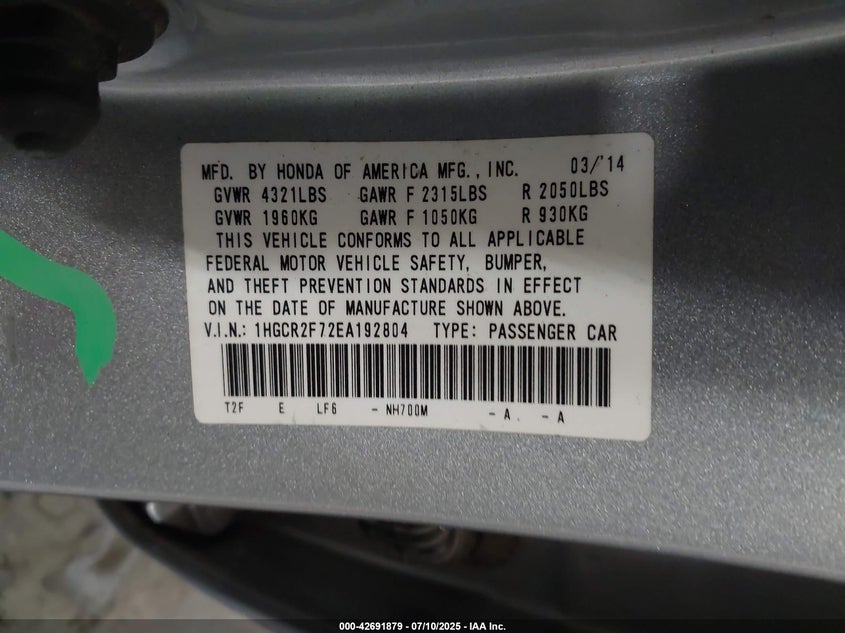 MFD. BY HONDA OF AMERICA MFG., INC. 03/'14
GVWR 4321LBS GAWR F 2315LBS R 2050LBS
GVWR 1960KG GAWR F 1050KG R 930KG
THIS VEHICLE CONFORMS TO ALL APPLICABLE
FEDERAL MOTOR VEHICLE SAFETY, BUMPER,
AND THEFT PREVENTION STANDARDS IN EFFECT
ON THE DATE OF MANUFACTURE SHOWN ABOVE.
V.I.N.: 1HGCR2F72EA192804 TYPE: PASSENGER CAR
T2F E LF6 - NH700M - A. - A
000-42691879 - 07/10/2025 - IAA Inc.